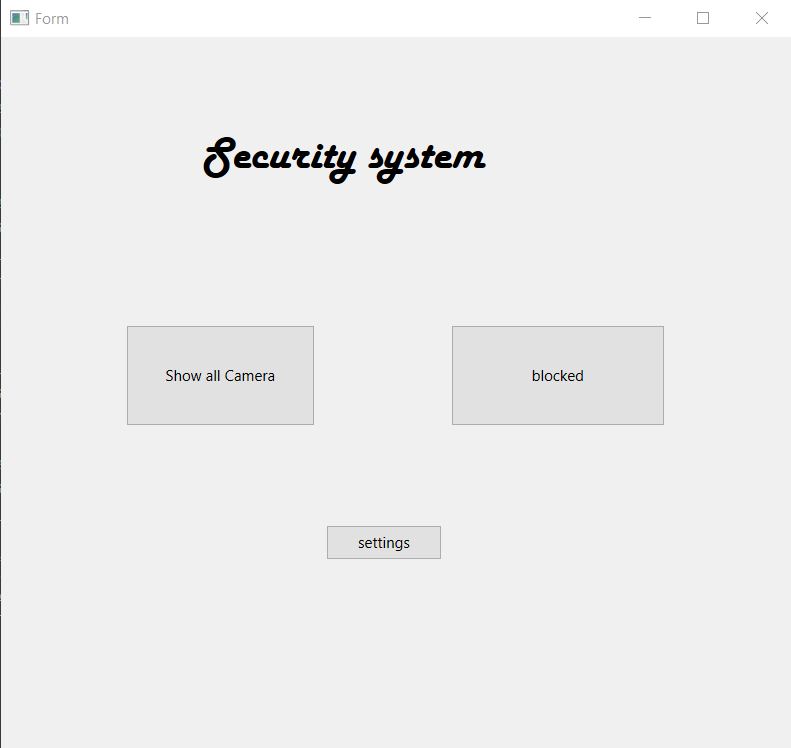 Form
Security system
Show all Camera
blocked
settings